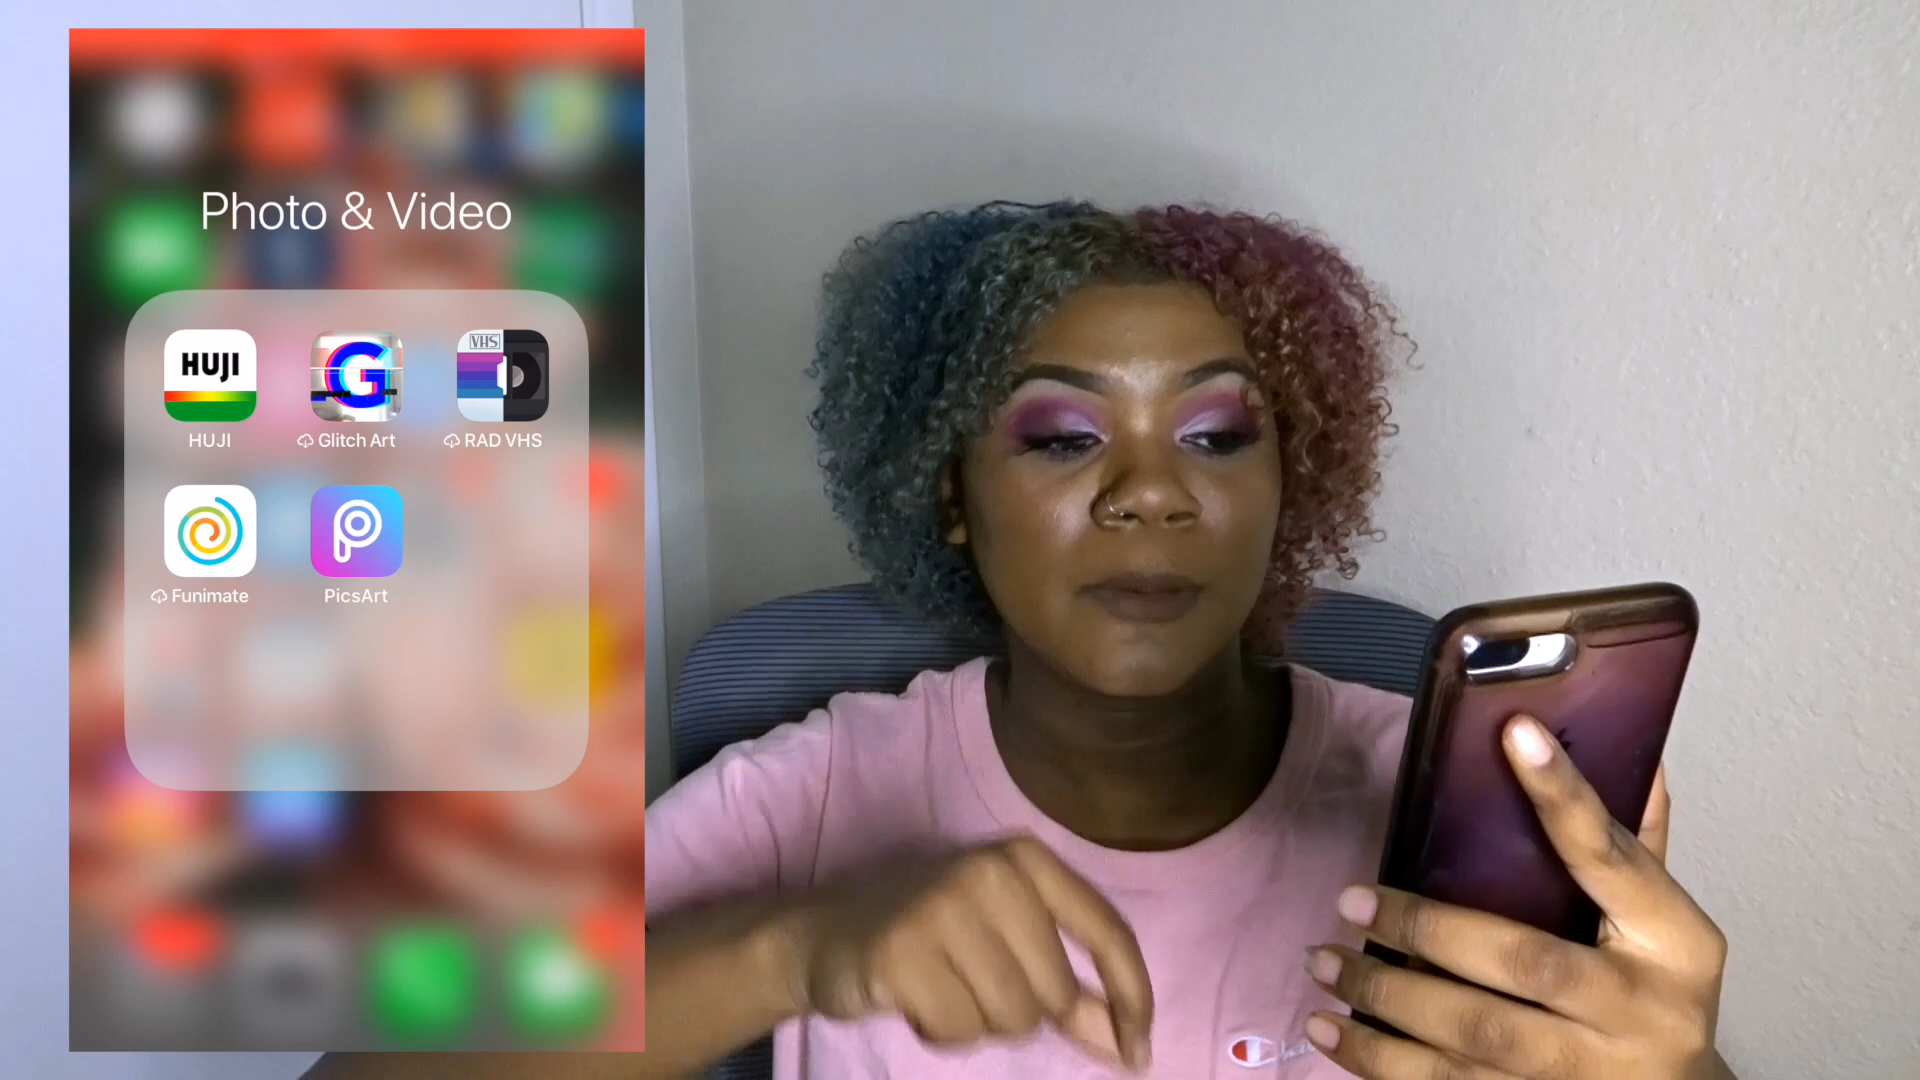 Photo & Video
HUJI
G
VHS
HUJI
Glitch Art
RAD VHS
Funimate
PicsArt